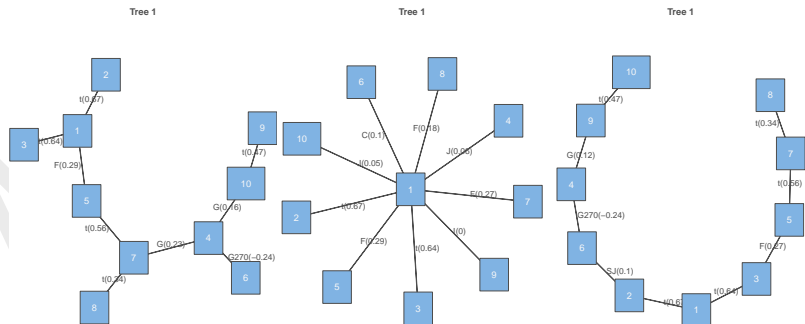 Tree 1
Tree 1
Tree 1
2
t(0.67)
1
3
t(0.64)
F(0.29)
5
t(0.56)
7
G(0.23)
4
G(0.16)
10
t(0.47)
9
G270(−0.24)
6
t(0.34)
8
6
8
4
10
C(0.1)
F(0.18)
J(0.06)
I(0.05)
1
F(0.27)
7
t(0.67)
2
F(0.29)
5
t(0.64)
3
I(0)
9
10
t(0.47)
9
G(0.12)
4
G270(−0.24)
6
SJ(0.1)
2
1
t(0.64)
3
F(0.27)
5
t(0.56)
7
t(0.34)
8